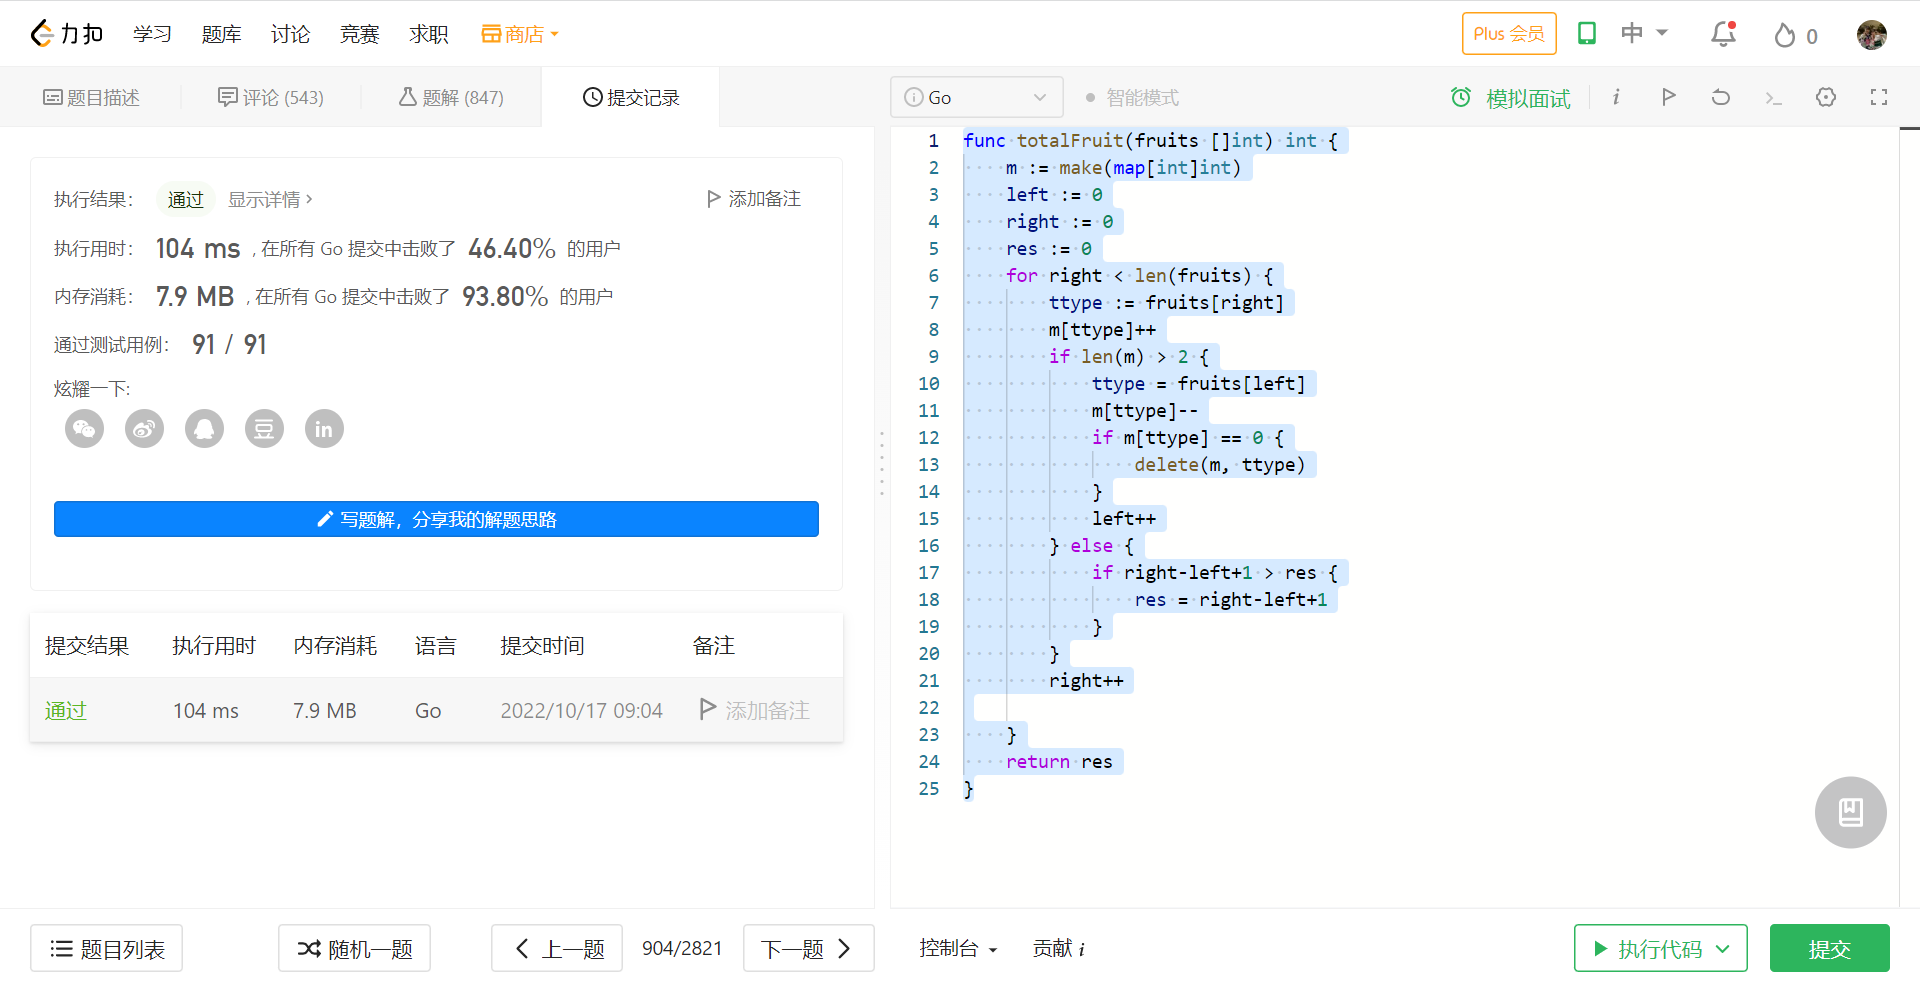 力扣 学习 题库 讨论 竞赛 求职 商店 Plus 会员 中 0
题目描述 评论 (543) 题解 (847) 提交记录
执行结果： 通过 显示详情 > 添加备注
执行用时： 104 ms , 在所有 Go 提交中击败了 46.40% 的用户
内存消耗： 7.9 MB , 在所有 Go 提交中击败了 93.80% 的用户
通过测试用例： 91 / 91
炫耀一下:
豆 in
写题解，分享我的解题思路
提交结果 执行用时 内存消耗 语言 提交时间 备注
通过 104 ms 7.9 MB Go 2022/10/17 09:04 添加备注
Go 智能模式 模拟面试 i
1 func totalFruit(fruits []int) int {
2     m := make(map[int]int)
3     left := 0
4     right := 0
5     res := 0
6     for right < len(fruits) {
7         ttype := fruits[right]
8         m[ttype]++
9         if len(m) > 2 {
10             ttype = fruits[left]
11             m[ttype]--
12             if m[ttype] == 0 {
13                 delete(m, ttype)
14             }
15             left++
16         } else {
17             if right-left+1 > res {
18                 res = right-left+1
19             }
20         }
21         right++
22
23     }
24     return res
25 }
题目列表 随机一题 上一题 904/2821 下一题 控制台 贡献 i 执行代码 提交